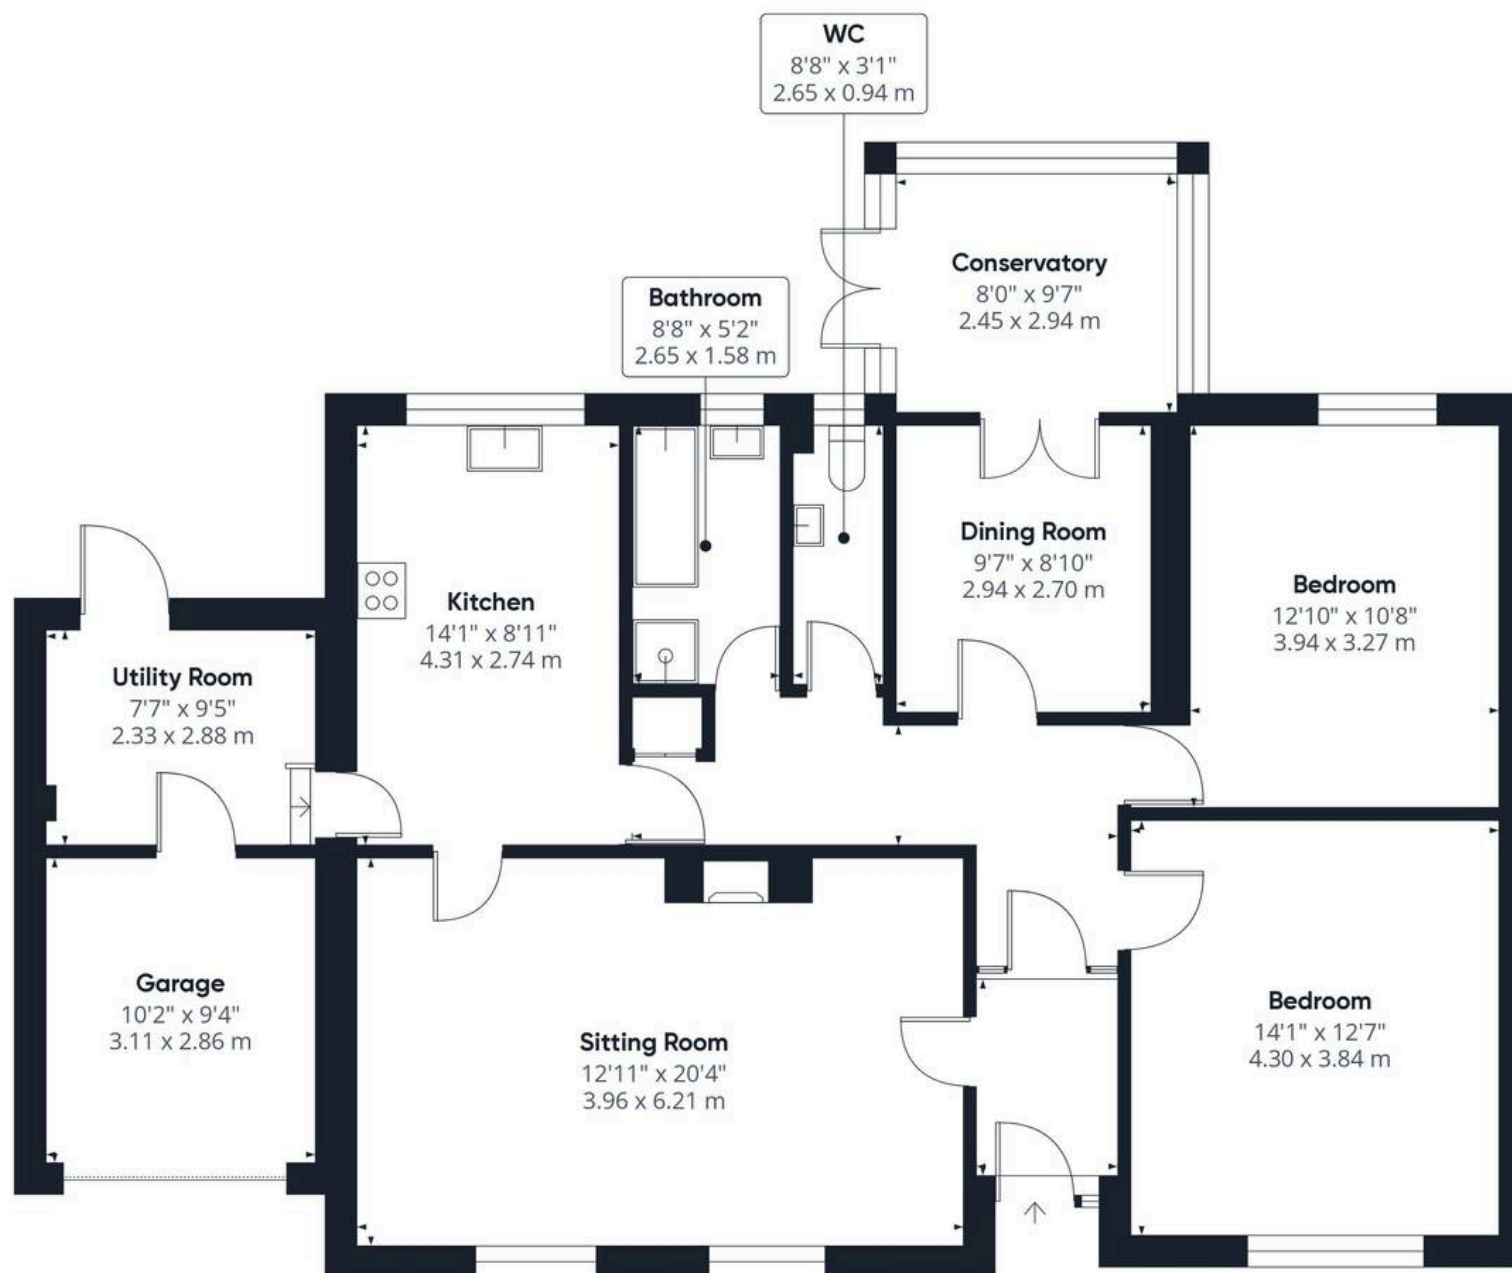 WC
8'8" x 3'1"
2.65 x 0.94 m
Conservatory
8'0" x 9'7"
2.45 x 2.94 m
Bathroom
8'8" x 5'2"
2.65 x 1.58 m
Dining Room
9'7" x 8'10"
2.94 x 2.70 m
Bedroom
12'10" x 10'8"
3.94 x 3.27 m
Kitchen
14'1" x 8'11"
4.31 x 2.74 m
Utility Room
7'7" x 9'5"
2.33 x 2.88 m
Garage
10'2" x 9'4"
3.11 x 2.86 m
Sitting Room
12'11" x 20'4"
3.96 x 6.21 m
Bedroom
14'1" x 12'7"
4.30 x 3.84 m